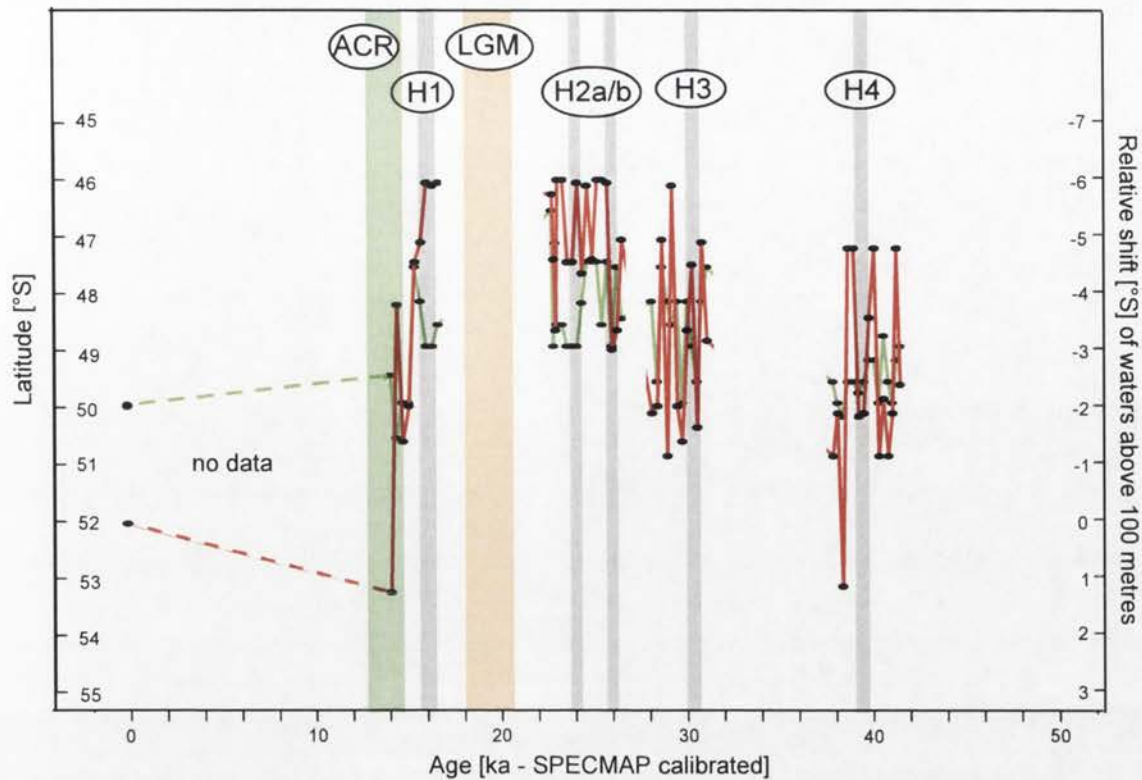 ACR
LGM
H1
H2a/b
H3
H4
45
46
47
48
49
50
51
52
53
54
55
Latitude [°S]
-7
-6
-5
-4
-3
-2
-1
0
1
2
3
Relative shift [°S] of waters above 100 metres
no data
0
10
20
30
40
50
Age [ka - SPECMAP calibrated]